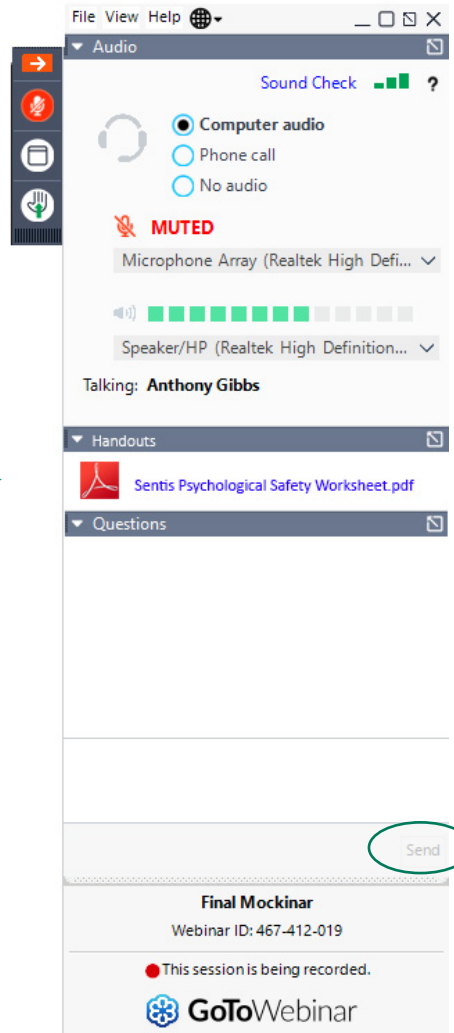 File View Help
Audio
Sound Check ?
Computer audio
Phone call
No audio
MUTED
Microphone Array (Realtek High Defi...
Speaker/HP (Realtek High Definition...
Talking: Anthony Gibbs
Handouts
Sentis Psychological Safety Worksheet.pdf
Questions
Send
Final Mockinar
Webinar ID: 467-412-019
This session is being recorded.
GoToWebinar